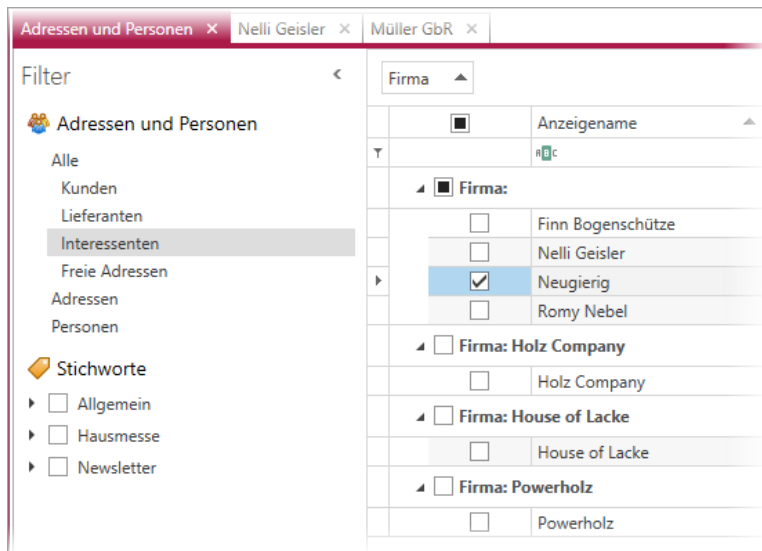 Adressen und Personen × Nelli Geisler × Müller GbR ×
Filter
Adressen und Personen
Alle
Kunden
Lieferanten
Interessenten
Freie Adressen
Adressen
Personen
Stichworte
Allgemein
Hausmesse
Newsletter
Firma
Anzeigename
ABC
Firma:
Finn Bogenschütze
Nelli Geisler
Neugierig
Romy Nebel
Firma: Holz Company
Holz Company
Firma: House of Lacke
House of Lacke
Firma: Powerholz
Powerholz